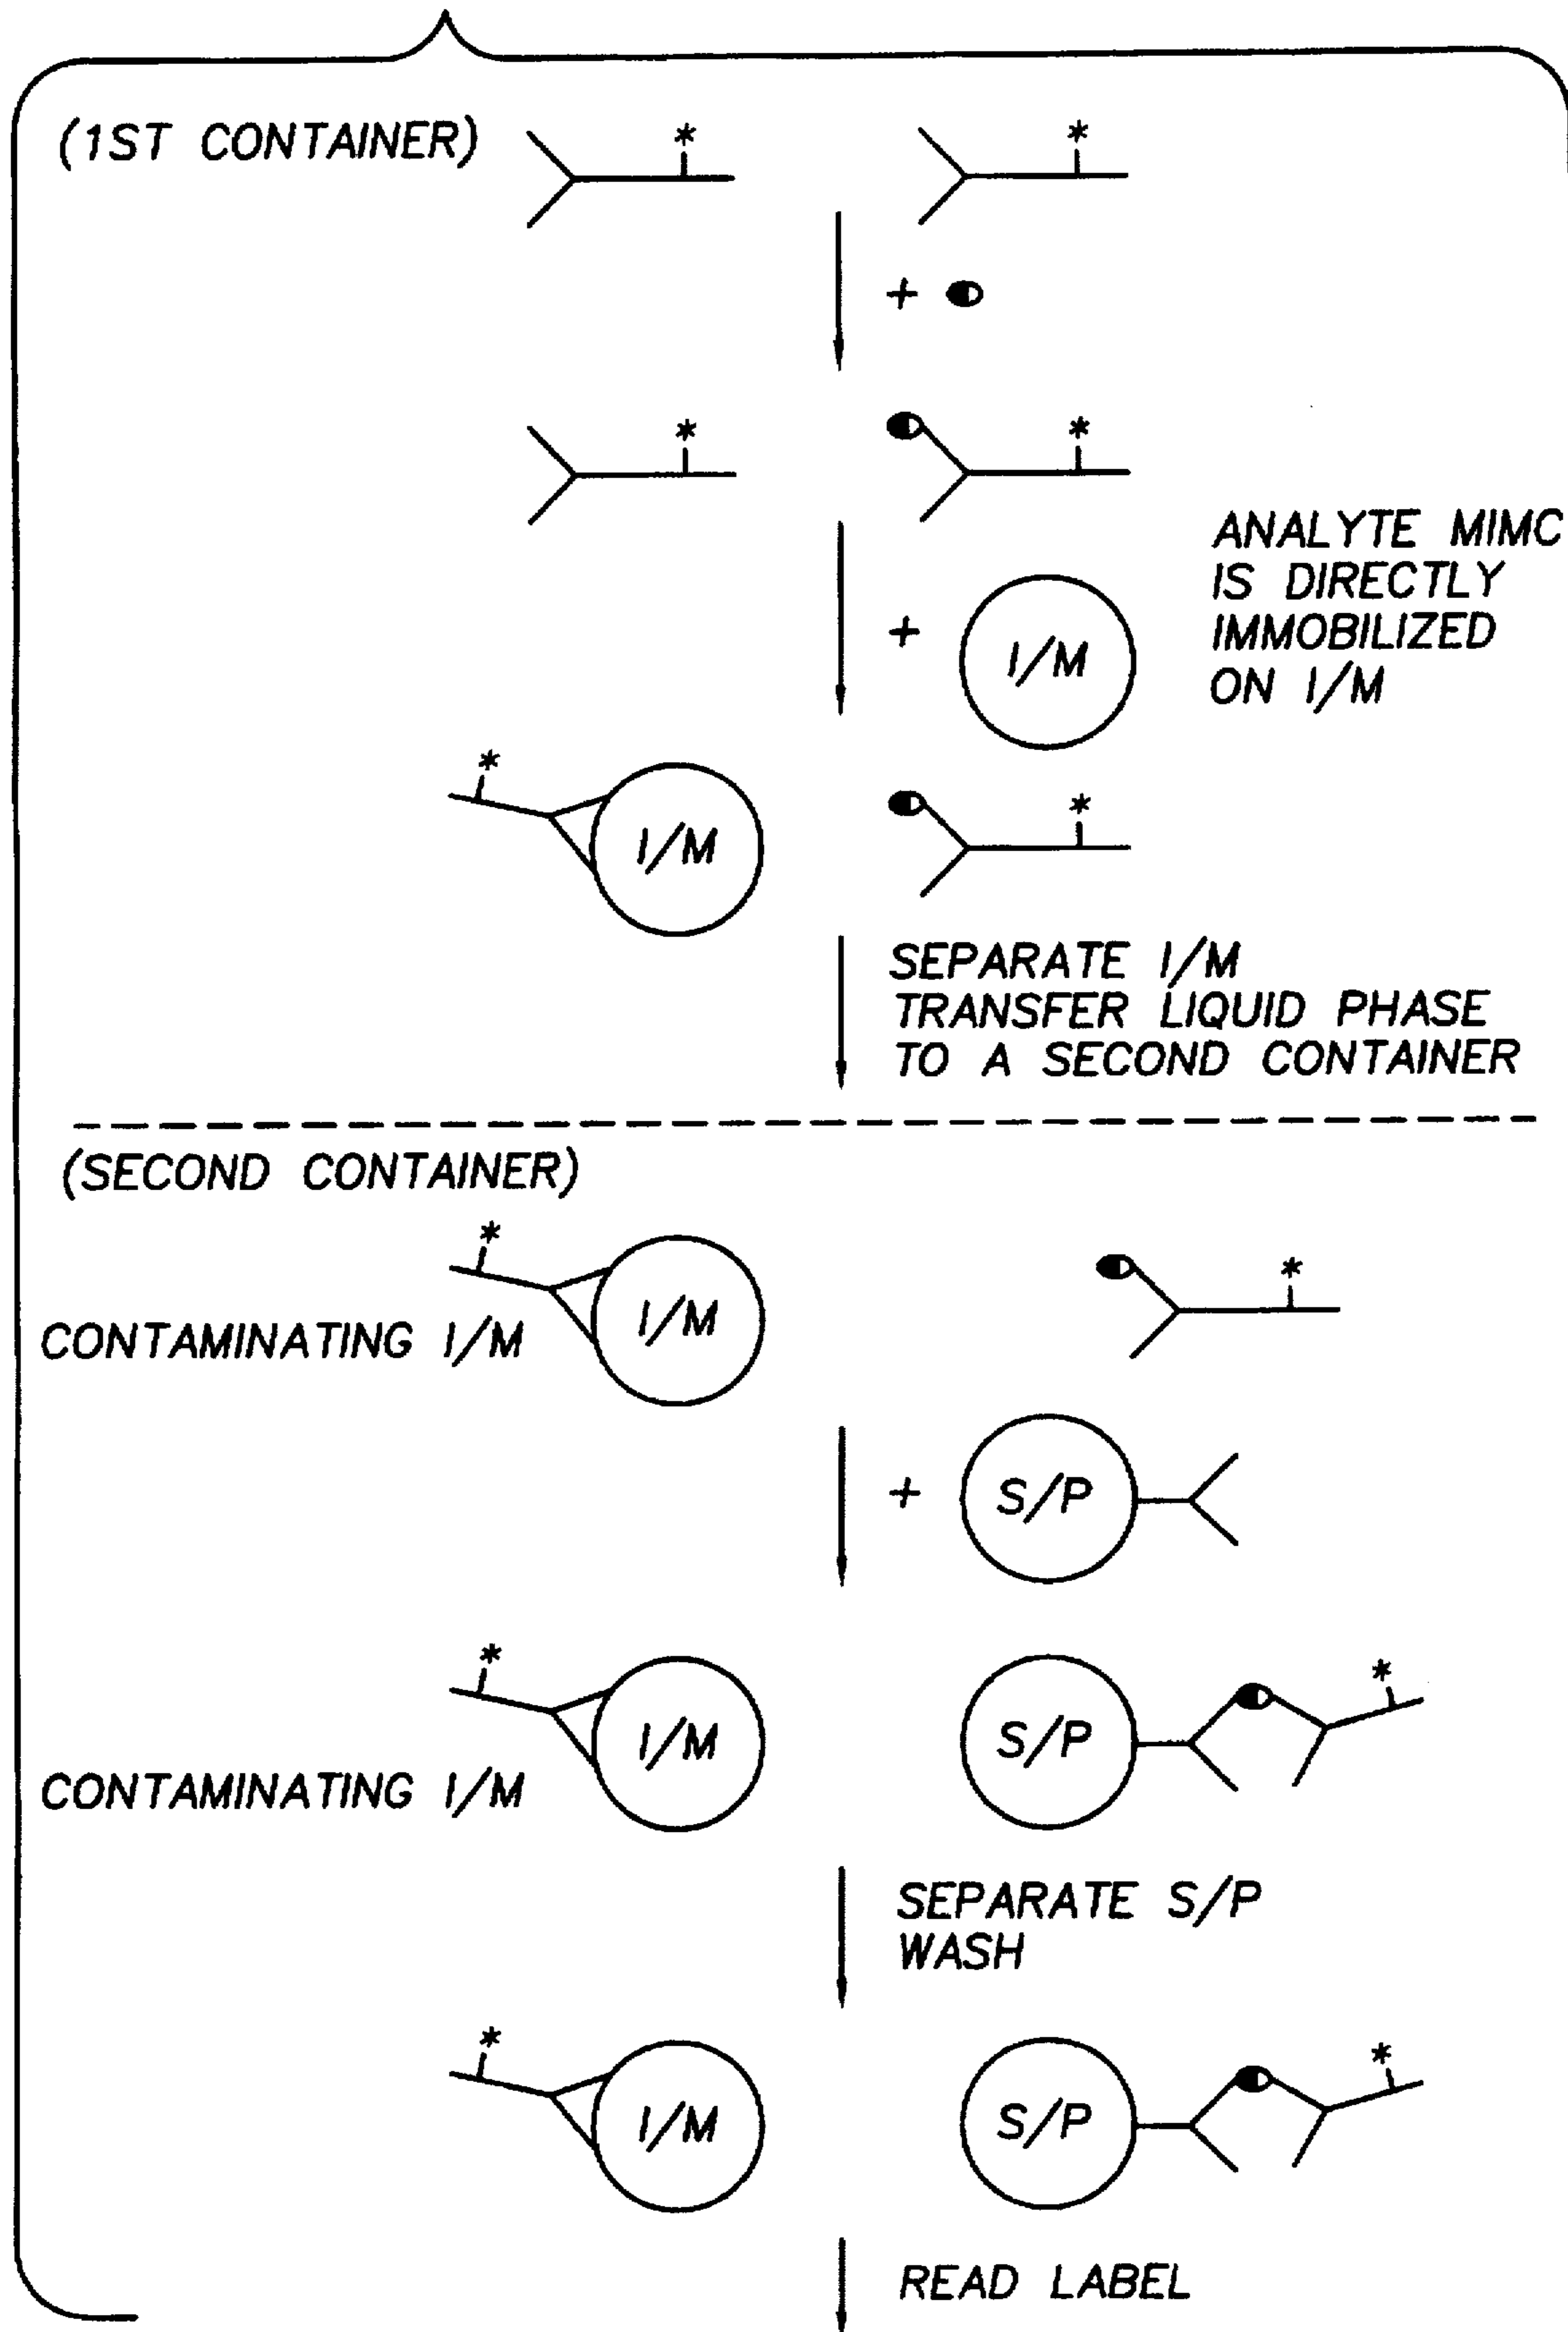 (1ST CONTAINER)
*
*
+
*
*
ANALYTE MIMC
IS DIRECTLY
IMMOBILIZED
ON I/M
+
I/M
*
I/M
*
SEPARATE I/M
TRANSFER LIQUID PHASE
TO A SECOND CONTAINER
(SECOND CONTAINER)
*
I/M
*
CONTAMINATING I/M
+
S/P
*
I/M
S/P
*
CONTAMINATING I/M
SEPARATE S/P
WASH
*
I/M
S/P
*
READ LABEL